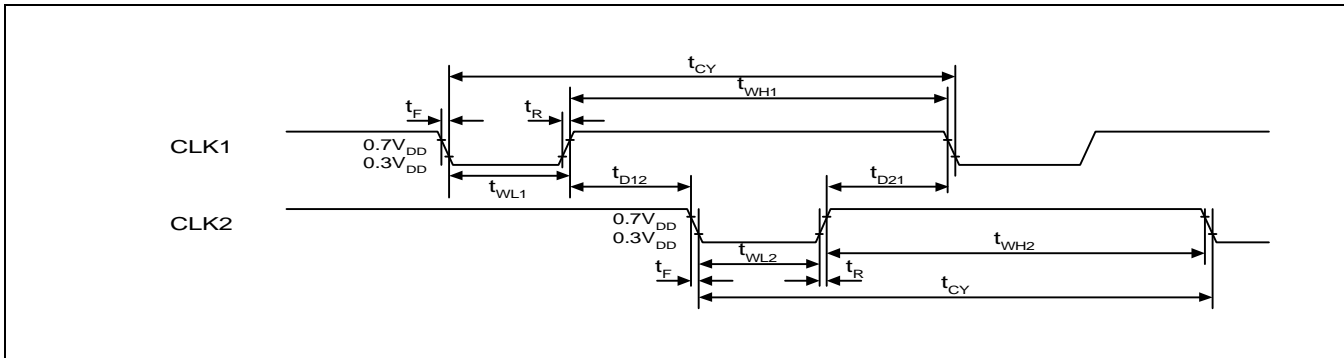 tCY
tWH1
tF
tR
CLK1
0.7VDD
0.3VDD
tWL1
tD12
tD21
CLK2
0.7VDD
0.3VDD
tWL2
tWH2
tF
tR
tCY